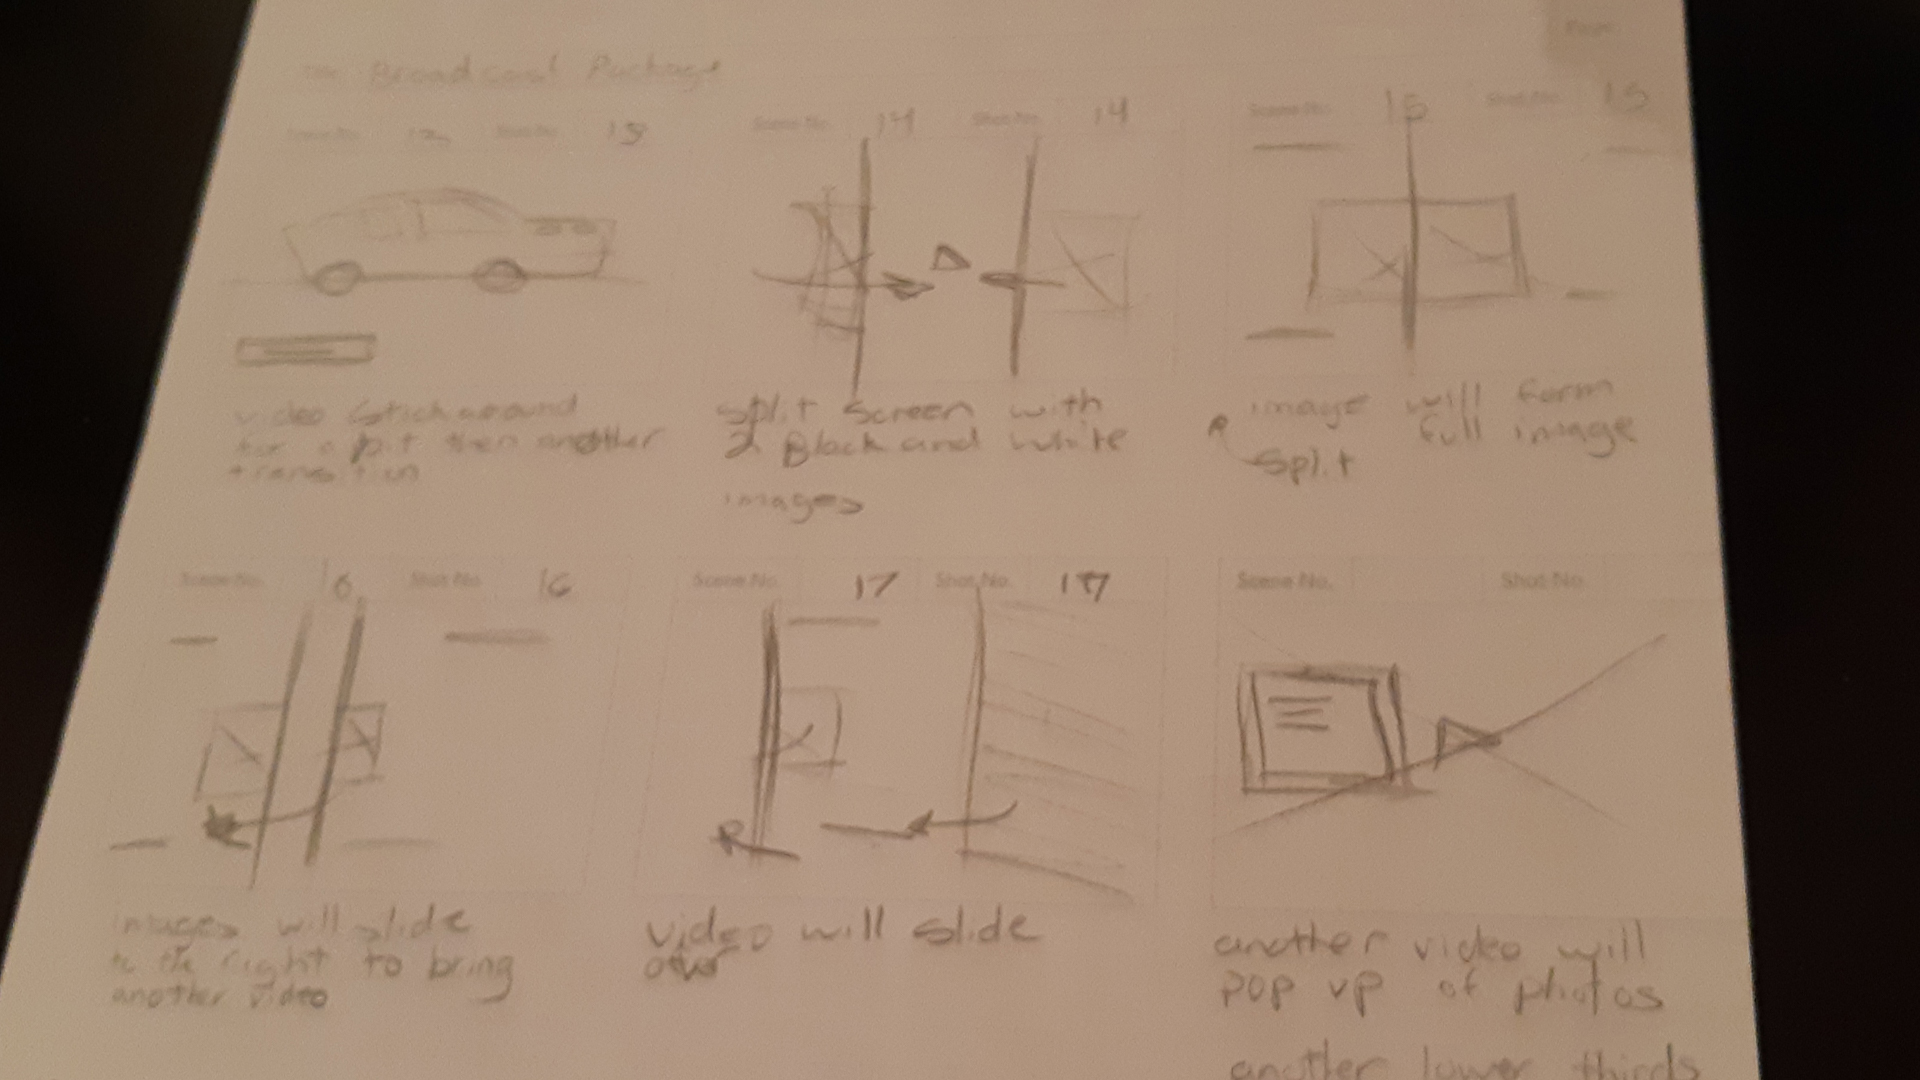 Title: Broadcast Package
Page:
Scene No. Shot No.
Scene No. 14 Shot No. 14
Scene No. 15 Shot No. 15
video stick around
for a bit then another
transition
split screen with
2 Black and white
images
image will form
full image
split
Scene No. 16 Shot No. 16
Scene No. 17 Shot No. 17
Scene No. Shot No.
images will slide
to the right to bring
another video
video will slide
over
another video will
pop up of photos
another lower thirds